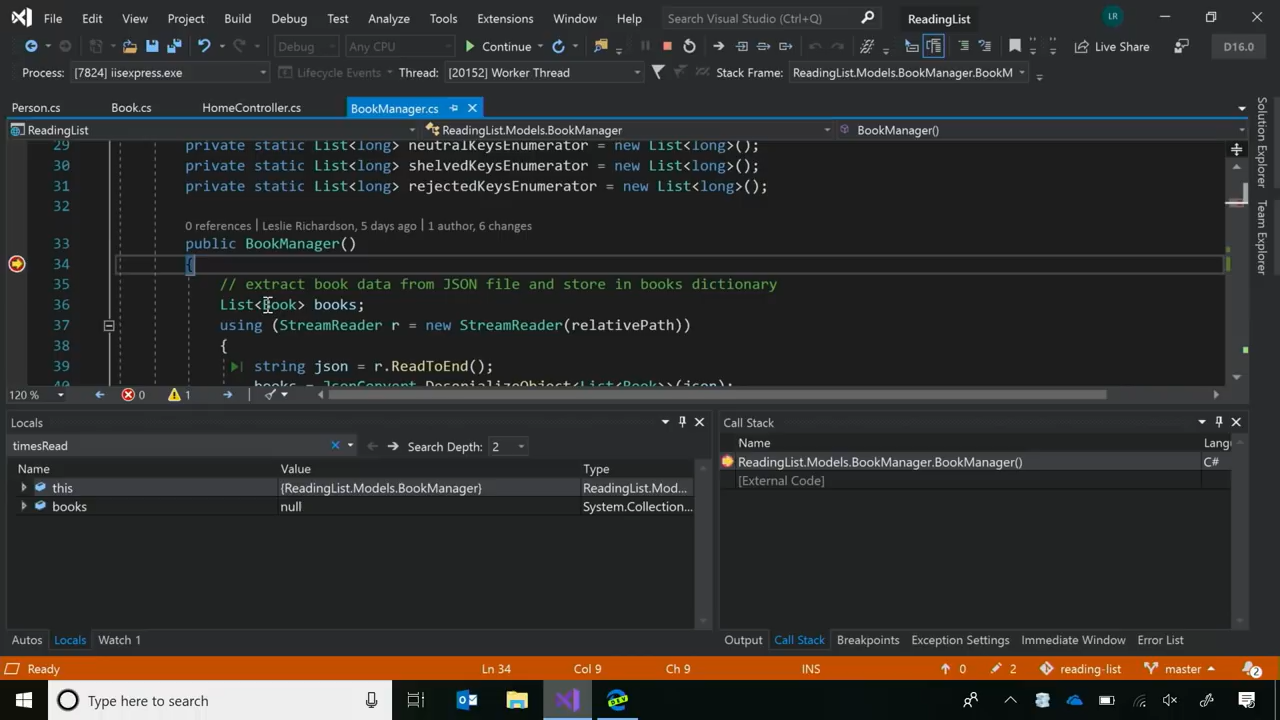 File Edit View Project Build Debug Test Analyze Tools Extensions Window Help Search Visual Studio (Ctrl+Q) ReadingList LR
Debug Any CPU Continue Live Share D16.0
Process: [7824] iisexpress.exe Lifecycle Events Thread: [20152] Worker Thread Stack Frame: ReadingList.Models.BookManager.BookM
Person.cs Book.cs HomeController.cs BookManager.cs
ReadingList ReadingList.Models.BookManager BookManager()
29 private static List<long> neutralKeysEnumerator = new List<long>();
30 private static List<long> shelvedKeysEnumerator = new List<long>();
31 private static List<long> rejectedKeysEnumerator = new List<long>();
32
0 references | Leslie Richardson, 5 days ago | 1 author, 6 changes
33 public BookManager()
34 {
35 // extract book data from JSON file and store in books dictionary
36 List<Book> books;
37 using (StreamReader r = new StreamReader(relativePath))
38 {
39 string json = r.ReadToEnd();
40 books = JsonConvert.DeserializeObject<List<Book>>(json);
120 % 0 1
Locals
timesRead Search Depth: 2
Name Value Type
this {ReadingList.Models.BookManager} ReadingList.Mod...
books null System.Collection...
Autos Locals Watch 1
Call Stack
Name Lang
ReadingList.Models.BookManager.BookManager() C#
[External Code]
Output Call Stack Breakpoints Exception Settings Immediate Window Error List
Solution Explorer
Team Explorer
Ready Ln 34 Col 9 Ch 9 INS 0 2 reading-list master 2
Type here to search